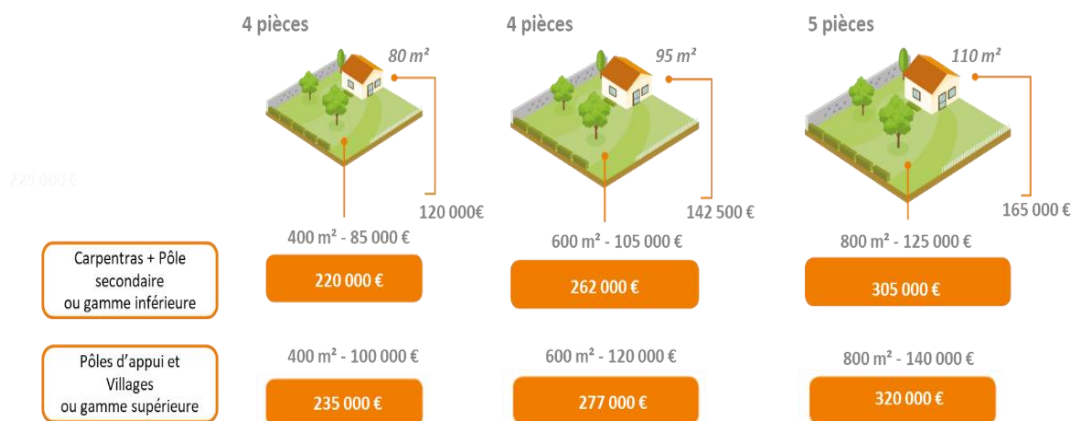 4 pièces
4 pièces
5 pièces
80 m²
95 m²
110 m²
225 000 €
120 000€
142 500 €
165 000 €
400 m² - 85 000 €
600 m² - 105 000 €
800 m² - 125 000 €
Carpentras + Pôle
secondaire
ou gamme inférieure
220 000 €
262 000 €
305 000 €
400 m² - 100 000 €
600 m² - 120 000 €
800 m² - 140 000 €
Pôles d'appui et
Villages
ou gamme supérieure
235 000 €
277 000 €
320 000 €